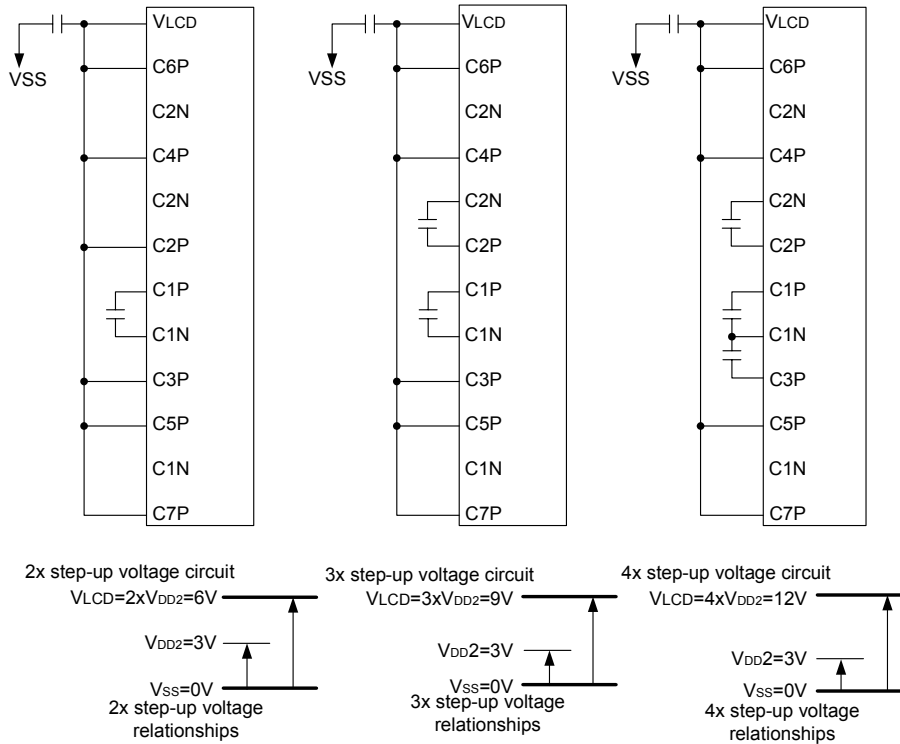 VLCD
VSS
C6P
C2N
C4P
C2N
C2P
C1P
C1N
C3P
C5P
C1N
C7P
2x step-up voltage circuit
VLCD=2xVDD2=6V
VDD2=3V
VSS=0V
2x step-up voltage
relationships
VLCD
VSS
C6P
C2N
C4P
C2N
C2P
C1P
C1N
C3P
C5P
C1N
C7P
3x step-up voltage circuit
VLCD=3xVDD2=9V
VDD2=3V
VSS=0V
3x step-up voltage
relationships
VLCD
VSS
C6P
C2N
C4P
C2N
C2P
C1P
C1N
C3P
C5P
C1N
C7P
4x step-up voltage circuit
VLCD=4xVDD2=12V
VDD2=3V
VSS=0V
4x step-up voltage
relationships